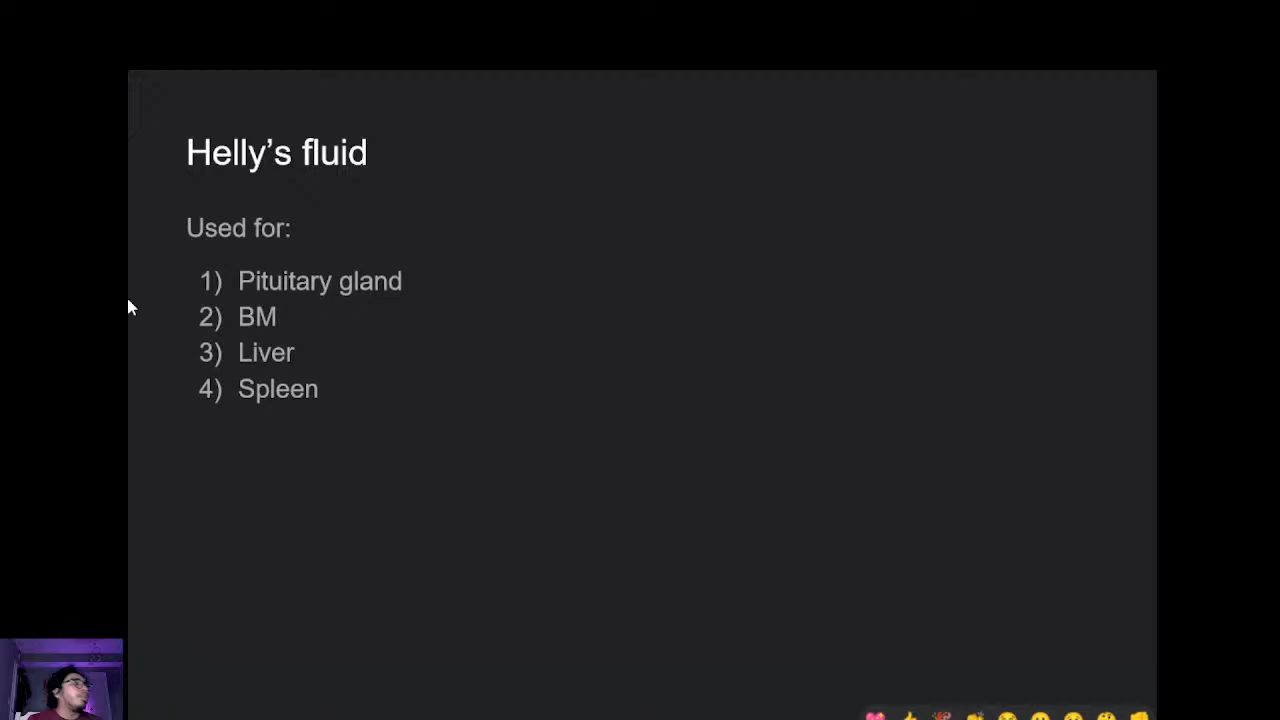 Helly’s fluid
Used for:
1) Pituitary gland
2) BM
3) Liver
4) Spleen